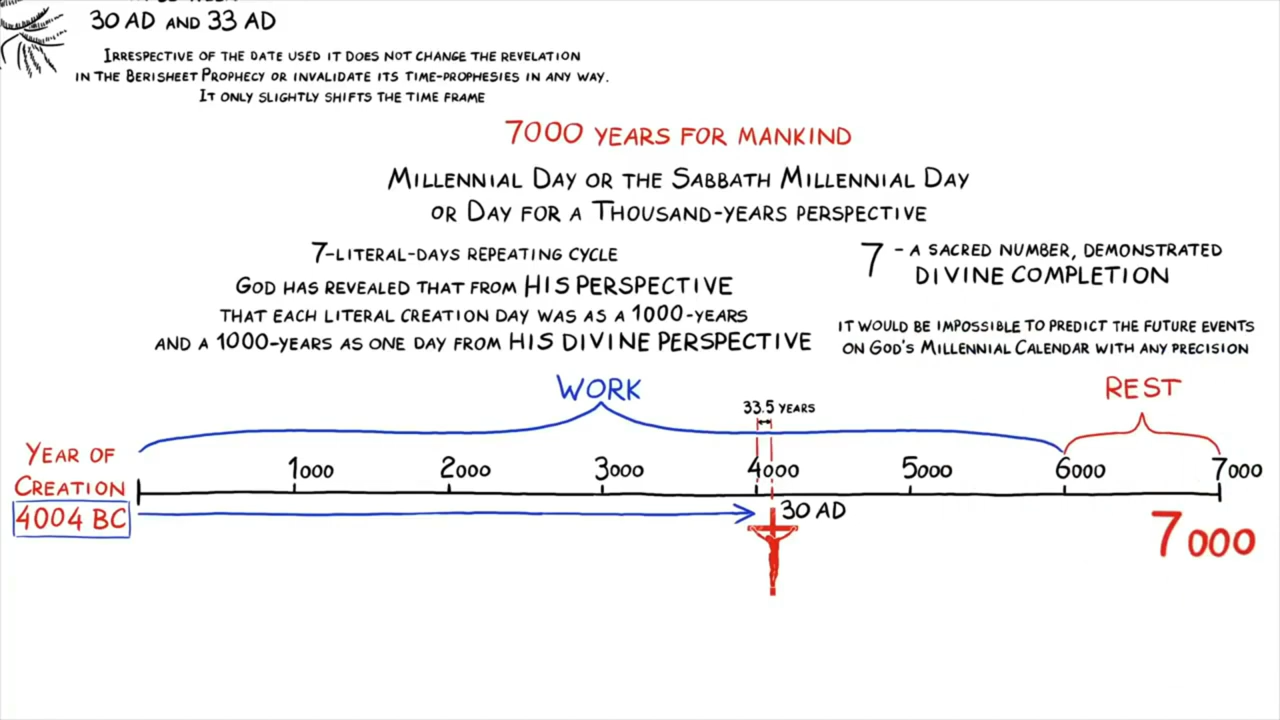 30 AD AND 33 AD
IRRESPECTIVE OF THE DATE USED IT DOES NOT CHANGE THE REVELATION
IN THE BERISHEET PROPHECY OR INVALIDATE ITS TIME-PROPHESIES IN ANY WAY.
IT ONLY SLIGHTLY SHIFTS THE TIME FRAME
7000 YEARS FOR MANKIND
MILLENNIAL DAY OR THE SABBATH MILLENNIAL DAY
OR DAY FOR A THOUSAND-YEARS PERSPECTIVE
7-LITERAL-DAYS REPEATING CYCLE
GOD HAS REVEALED THAT FROM HIS PERSPECTIVE
THAT EACH LITERAL CREATION DAY WAS AS A 1000-YEARS
AND A 1000-YEARS AS ONE DAY FROM HIS DIVINE PERSPECTIVE
7 - A SACRED NUMBER, DEMONSTRATED
DIVINE COMPLETION
IT WOULD BE IMPOSSIBLE TO PREDICT THE FUTURE EVENTS
ON GOD'S MILLENNIAL CALENDAR WITH ANY PRECISION
WORK
33.5 YEARS
REST
YEAR OF
CREATION
4004 BC
1000 2000 3000 4000 5000 6000 7000
30 AD
7000